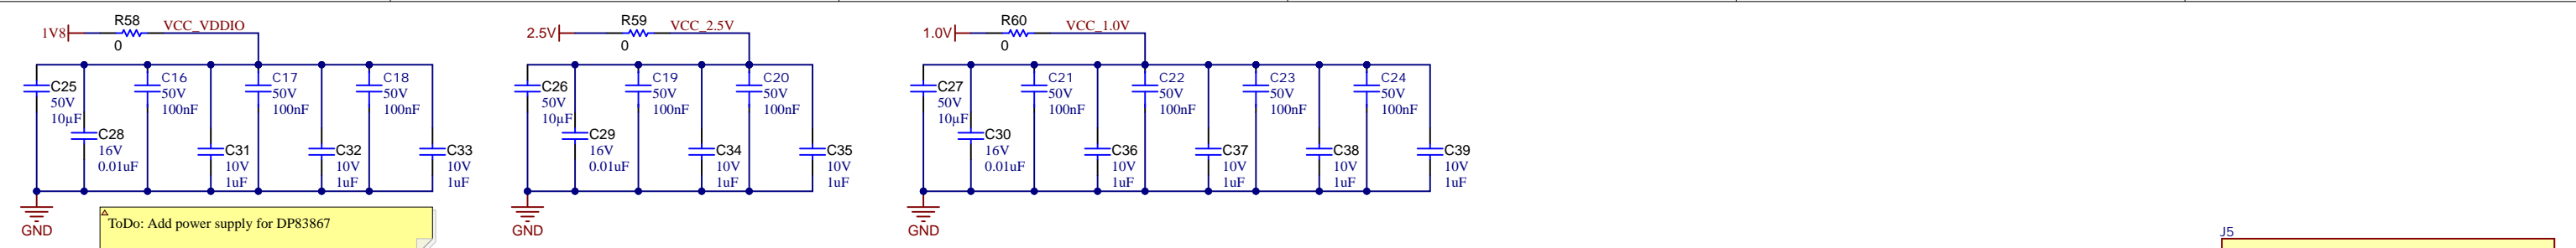 R58
1V8
VCC_VDDIO
0
C25
50V
10µF
C28
16V
0.01uF
C16
50V
100nF
C31
10V
1uF
C17
50V
100nF
C32
10V
1uF
C18
50V
100nF
C33
10V
1uF
GND
ToDo: Add power supply for DP83867
R59
2.5V
VCC_2.5V
0
C26
50V
10µF
C29
16V
0.01uF
C19
50V
100nF
C34
10V
1uF
C20
50V
100nF
C35
10V
1uF
GND
R60
1.0V
VCC_1.0V
0
C27
50V
10µF
C30
16V
0.01uF
C21
50V
100nF
C36
10V
1uF
C22
50V
100nF
C37
10V
1uF
C23
50V
100nF
C38
10V
1uF
C24
50V
100nF
C39
10V
1uF
GND
J5